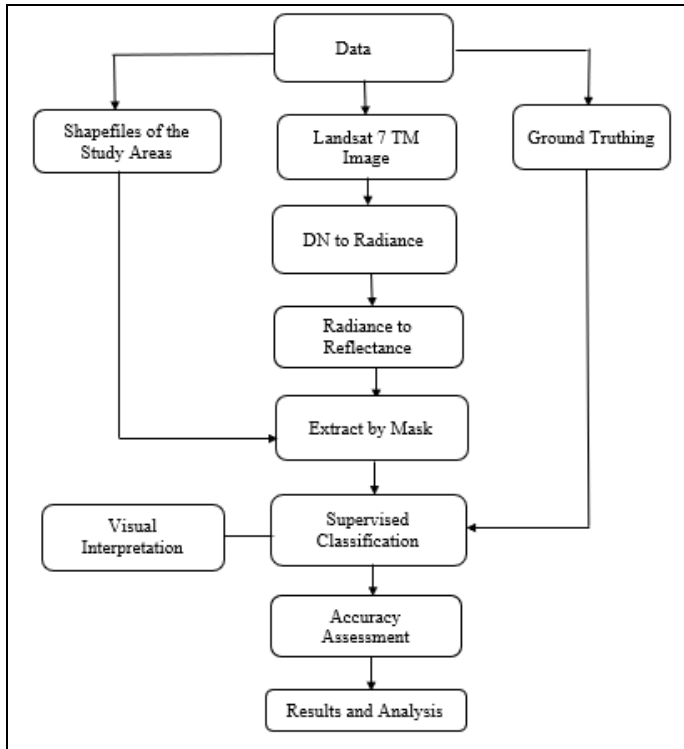 Data
Shapefiles of the
Study Areas
Landsat 7 TM
Image
Ground Truthing
DN to Radiance
Radiance to
Reflectance
Extract by Mask
Visual
Interpretation
Supervised
Classification
Accuracy
Assessment
Results and Analysis